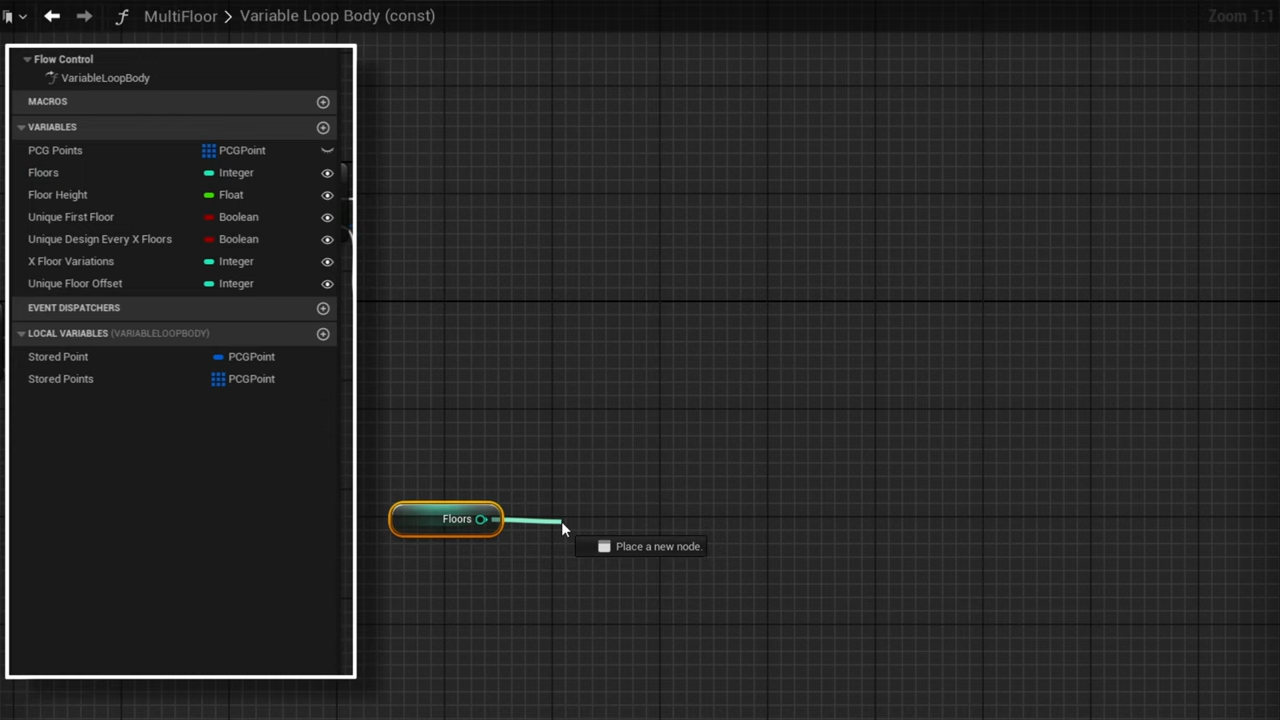 MultiFloor > Variable Loop Body (const)
Zoom 1:1
Flow Control
VariableLoopBody
MACROS
VARIABLES
PCG Points PCGPoint
Floors Integer
Floor Height Float
Unique First Floor Boolean
Unique Design Every X Floors Boolean
X Floor Variations Integer
Unique Floor Offset Integer
EVENT DISPATCHERS
LOCAL VARIABLES (VARIABLELOOPBODY)
Stored Point PCGPoint
Stored Points PCGPoint
Floors
Place a new node.